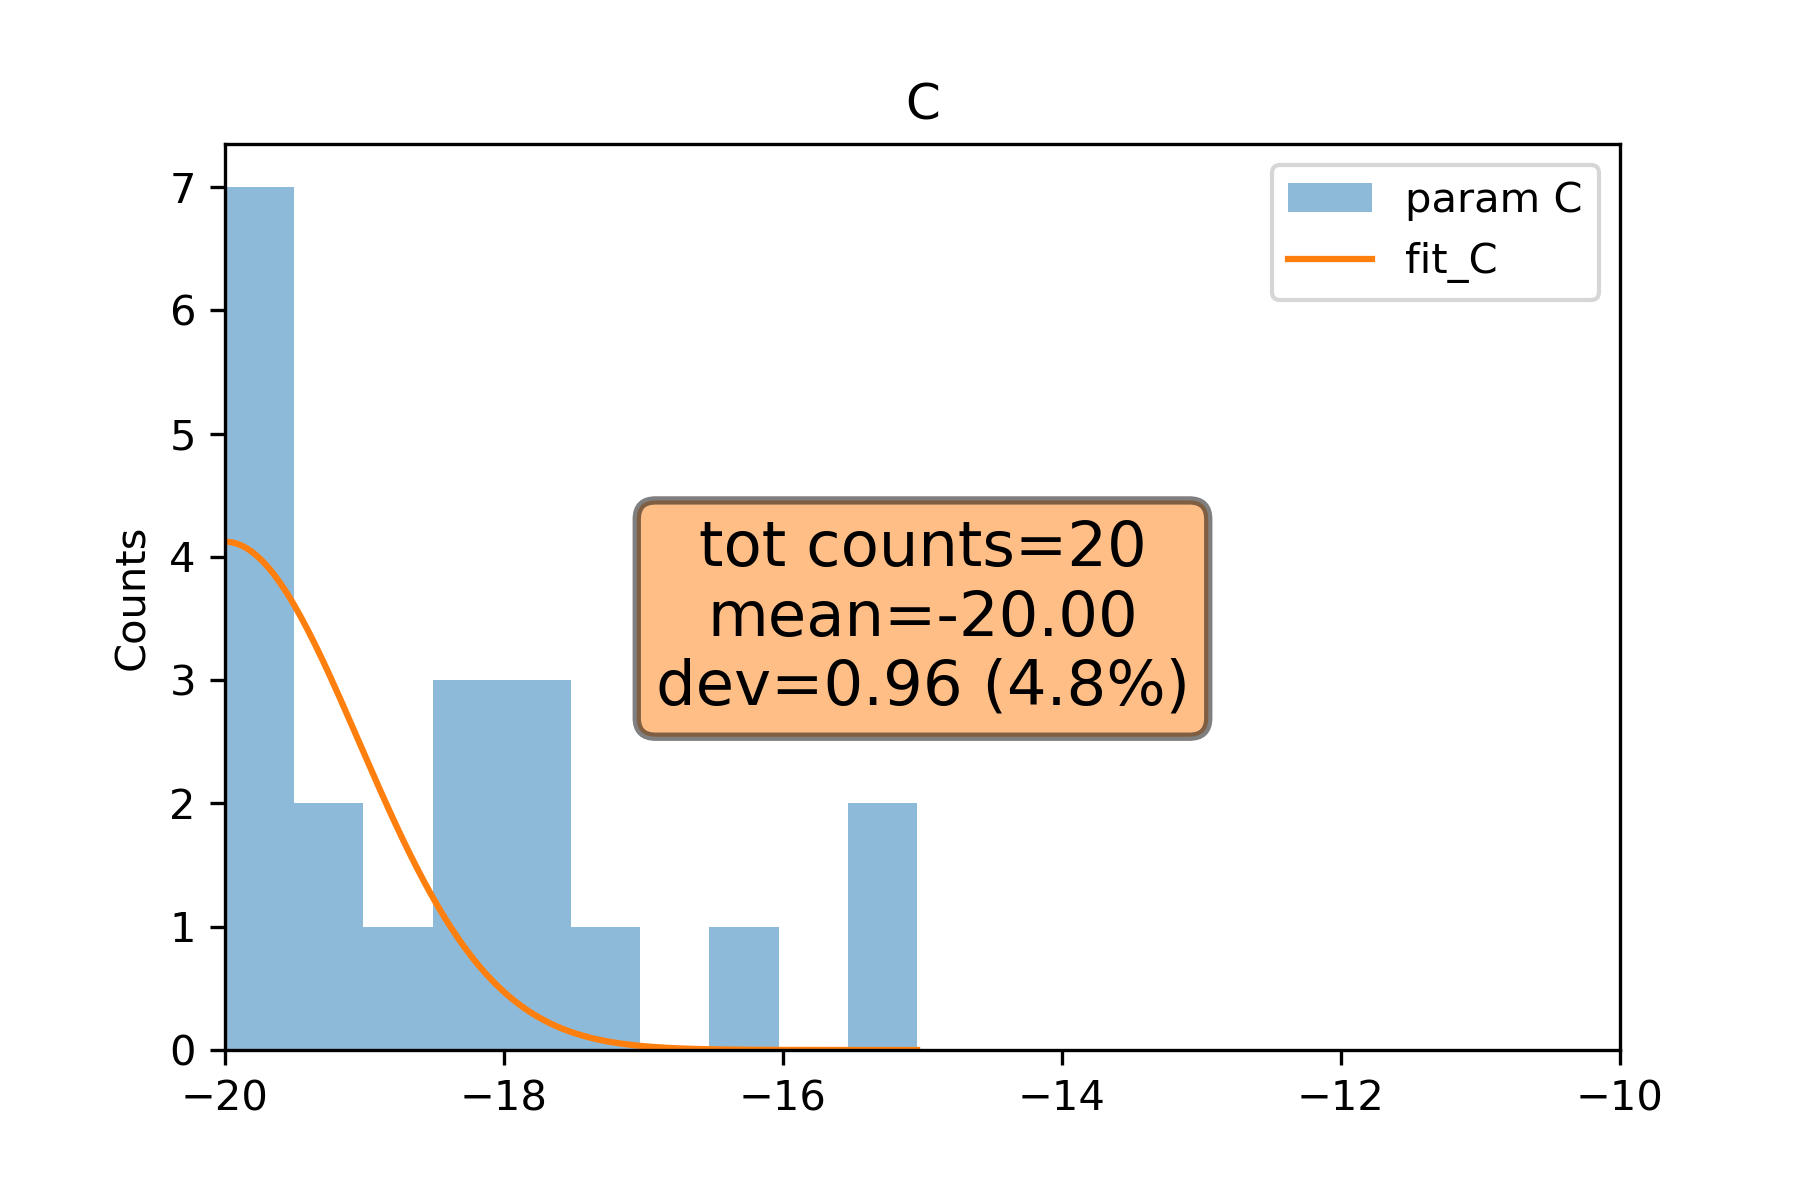 C
7
6
5
4
3
2
1
0
Counts
−20
−18
−16
−14
−12
−10
param C
fit_C
tot counts=20
mean=-20.00
dev=0.96 (4.8%)